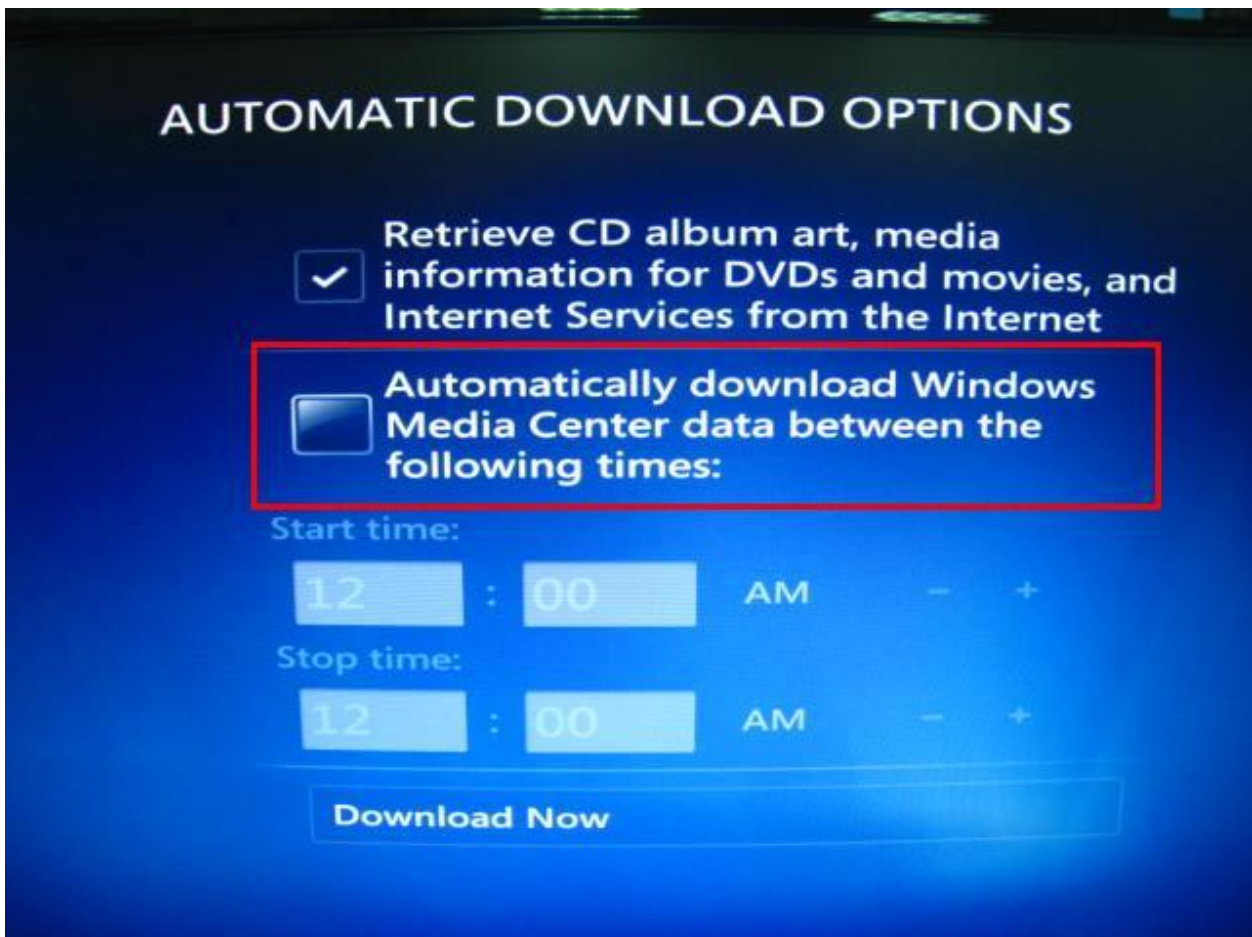 AUTOMATIC DOWNLOAD OPTIONS
Retrieve CD album art, media
information for DVDs and movies, and
Internet Services from the Internet
Automatically download Windows
Media Center data between the
following times:
Start time:
12 : 00 AM - +
Stop time:
12 : 00 AM - +
Download Now